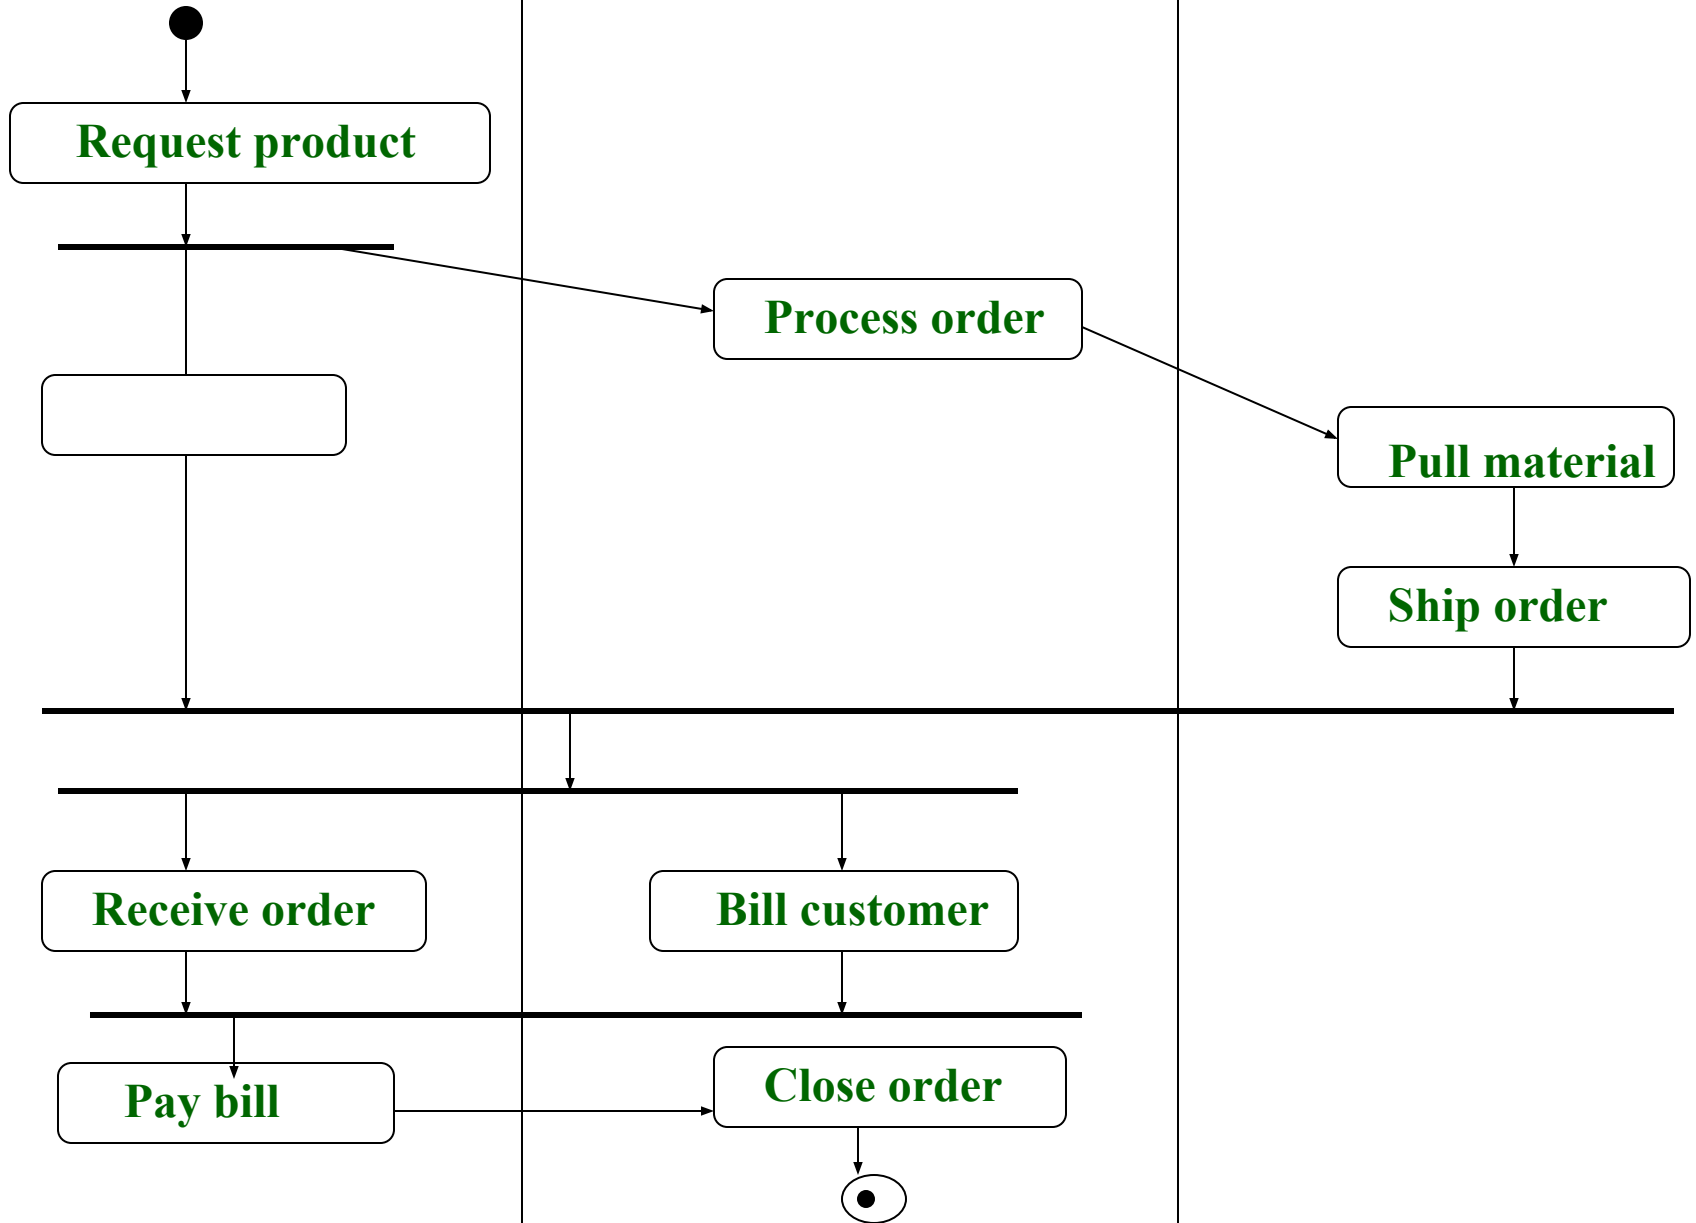 Request product
Process order
Pull material
Ship order
Receive order
Bill customer
Pay bill
Close order